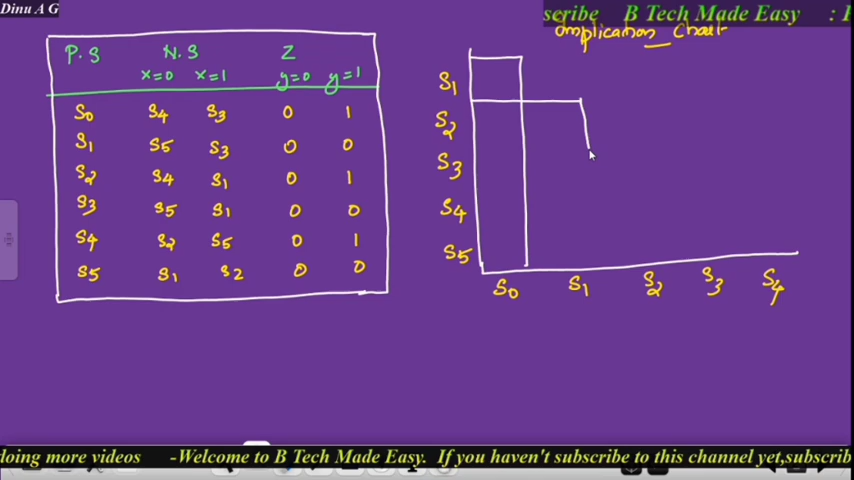 Dinu A G
scribe B Tech Made Easy :
Implication Chart
P.S N.S Z
x=0 x=1 y=0 y=1
S0 S4 S3 0 1
S1 S5 S3 0 0
S2 S4 S1 0 1
S3 S5 S1 0 0
S4 S2 S5 0 1
S5 S1 S2 0 0
S1
S2
S3
S4
S5
S0 S1 S2 S3 S4
doing more videos -Welcome to B Tech Made Easy. If you haven't subscribe to this channel yet,subscrib